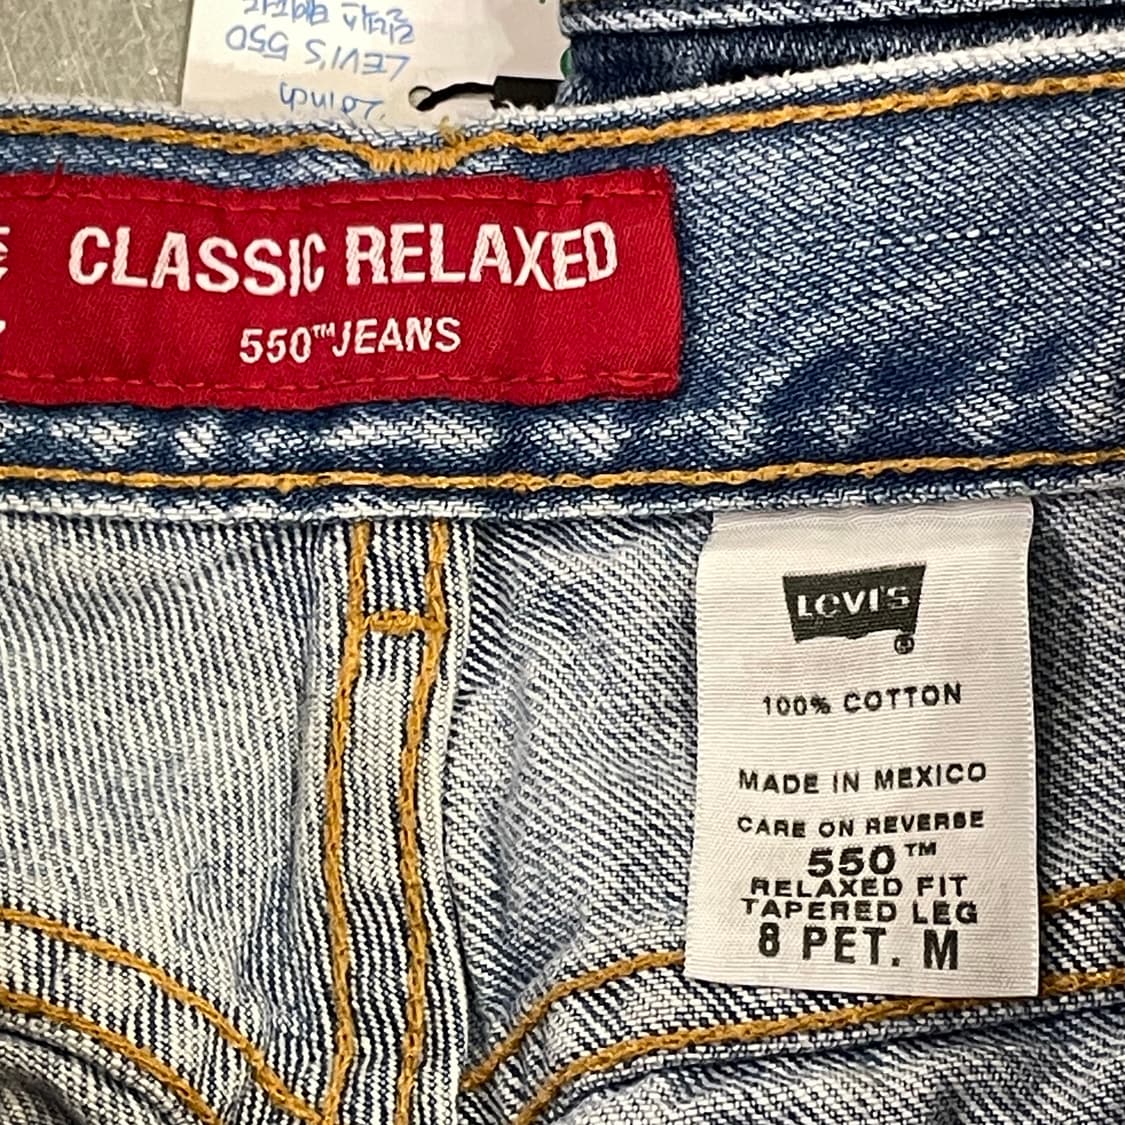 LEVI'S 550
CLASSIC RELAXED
550™ JEANS
LEVI'S
100% COTTON
MADE IN MEXICO
CARE ON REVERSE
550™
RELAXED FIT
TAPERED LEG
8 PET. M